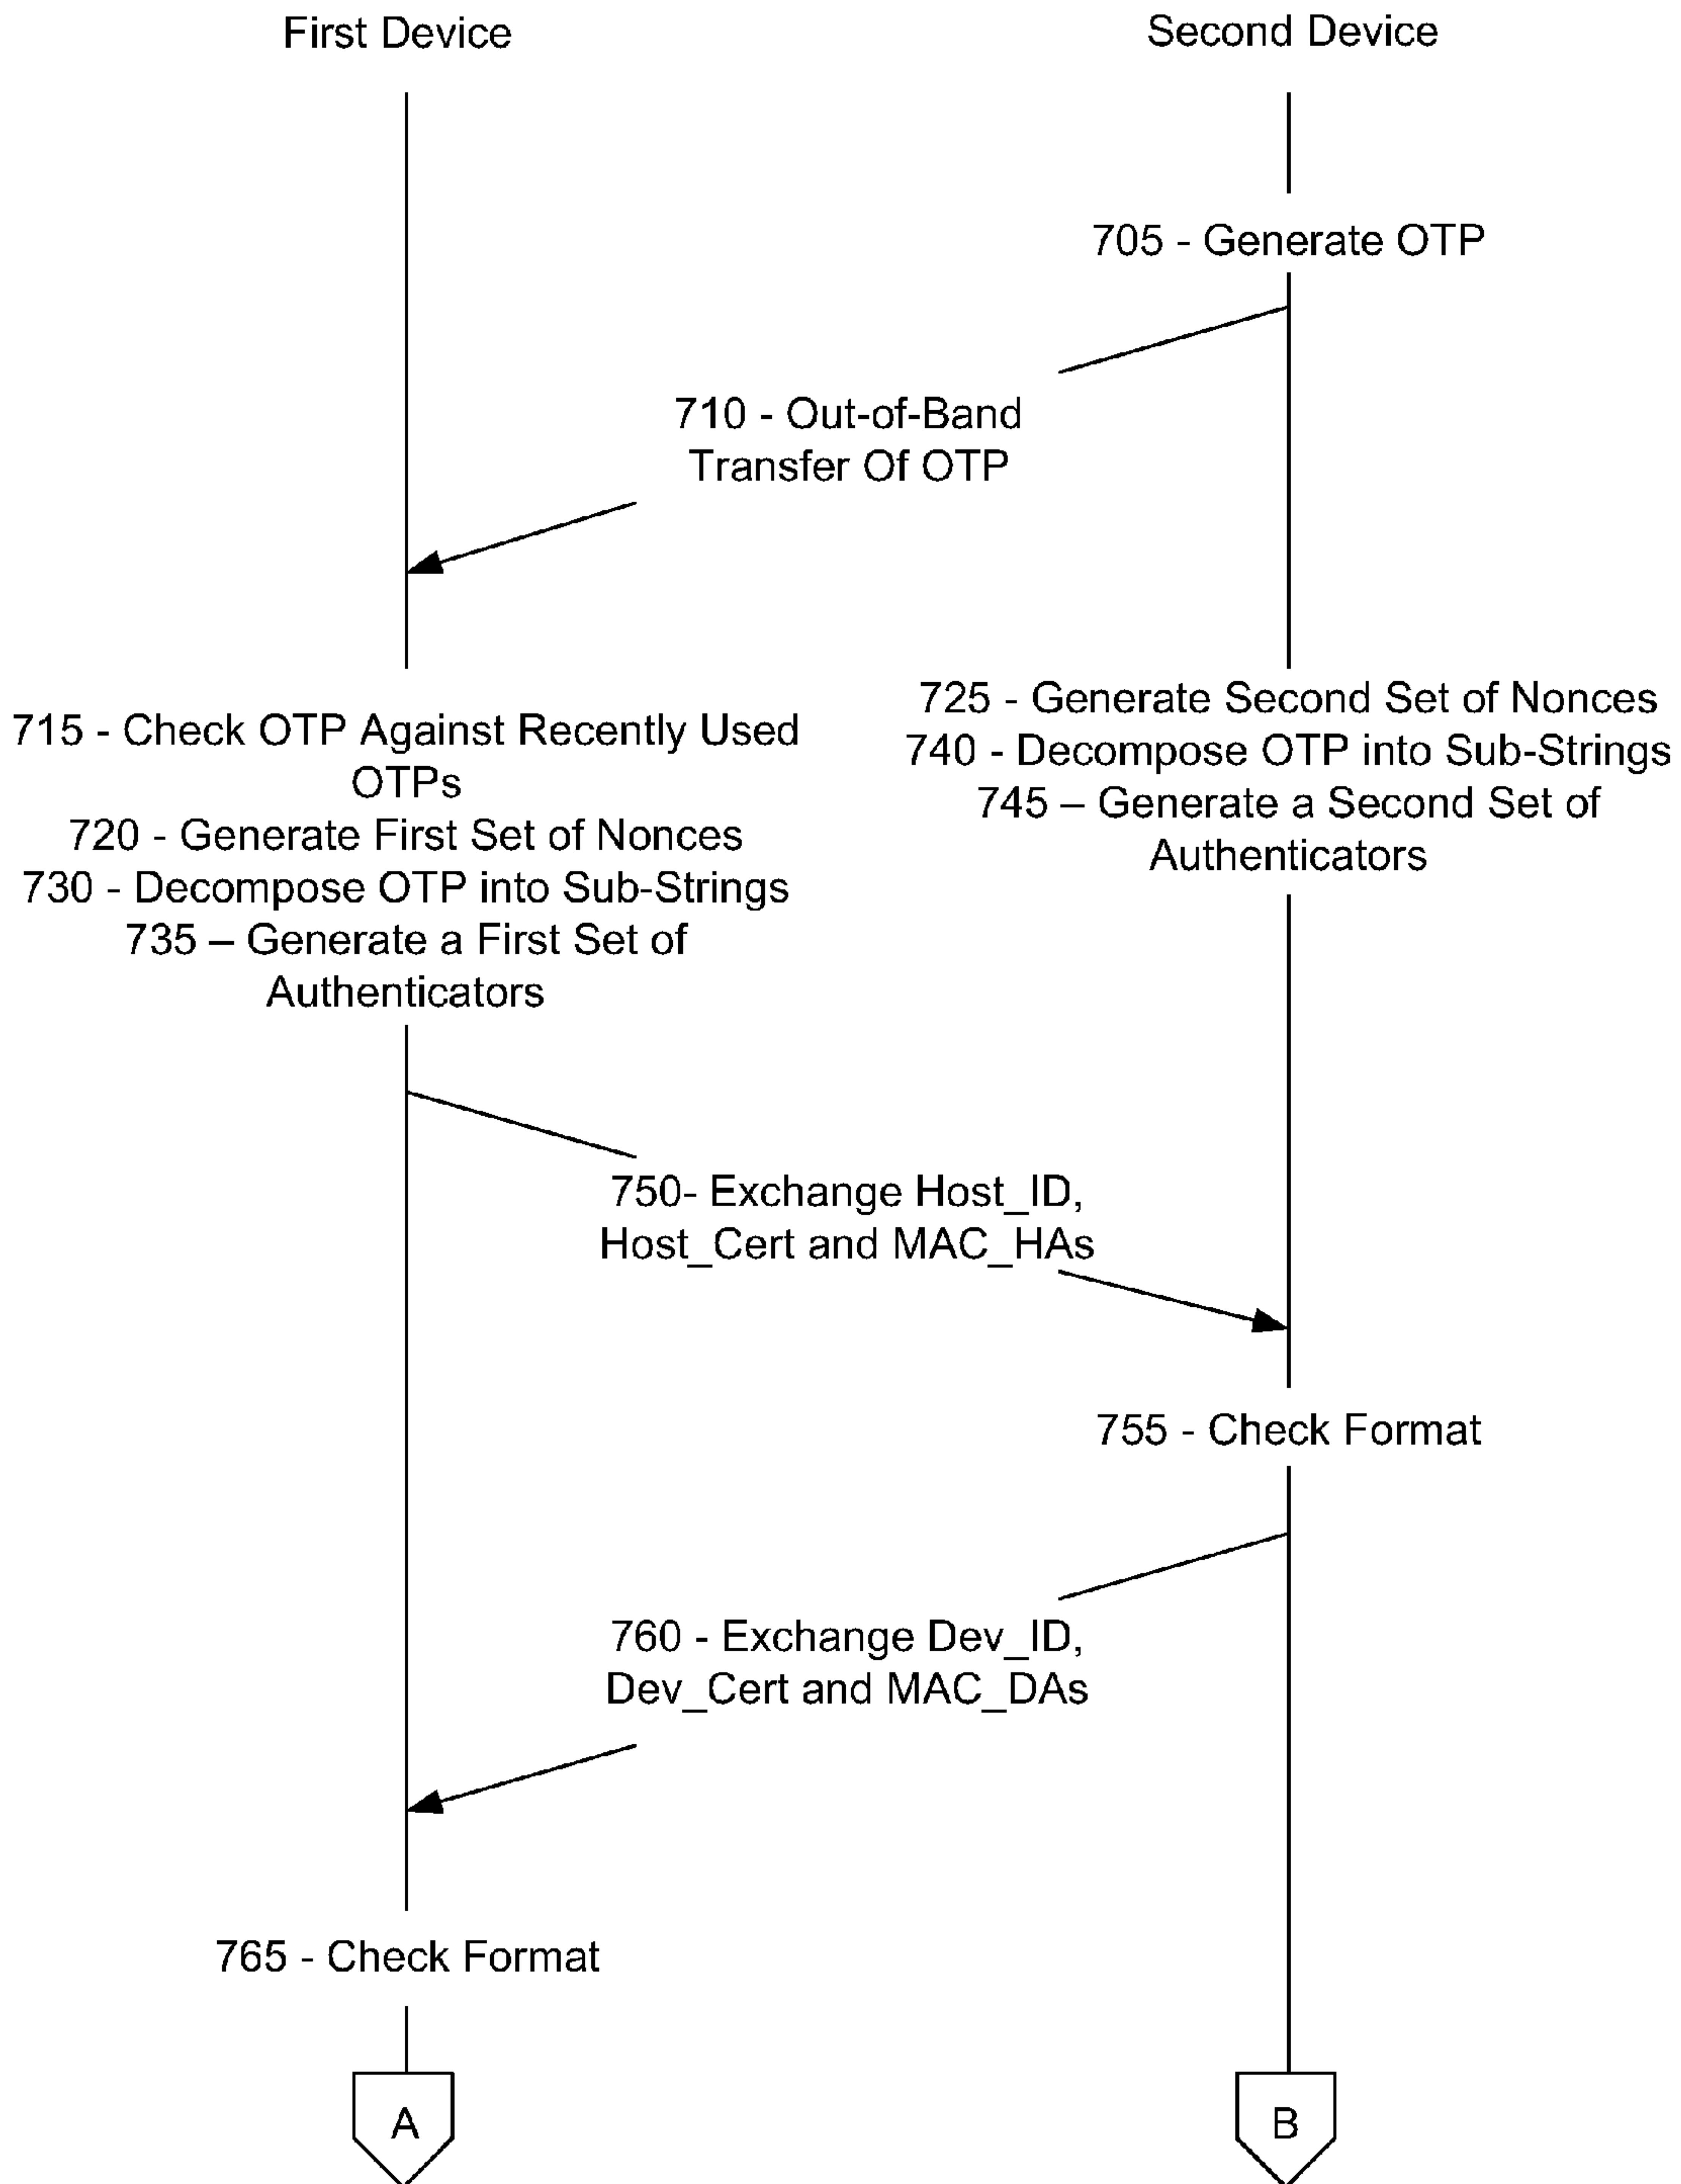 First Device
Second Device
705 - Generate OTP
710 - Out-of-Band
Transfer Of OTP
715 - Check OTP Against Recently Used
OTPs
720 - Generate First Set of Nonces
730 - Decompose OTP into Sub-Strings
735 – Generate a First Set of
Authenticators
725 - Generate Second Set of Nonces
740 - Decompose OTP into Sub-Strings
745 – Generate a Second Set of
Authenticators
750- Exchange Host_ID,
Host_Cert and MAC_HAs
755 - Check Format
760 - Exchange Dev_ID,
Dev_Cert and MAC_DAs
765 - Check Format
A
B